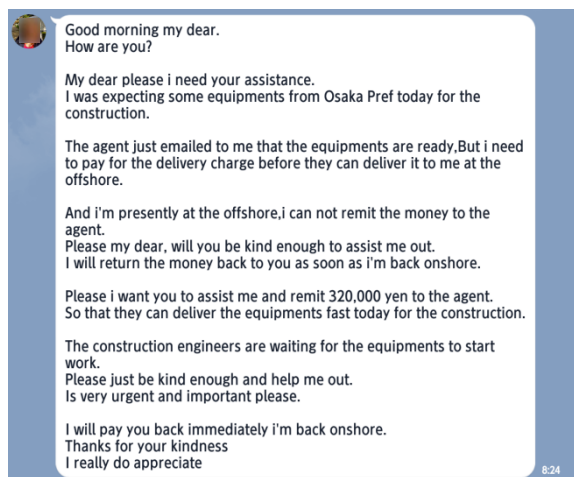 Good morning my dear.
How are you?
My dear please i need your assistance.
I was expecting some equipments from Osaka Pref today for the
construction.
The agent just emailed to me that the equipments are ready,But i need
to pay for the delivery charge before they can deliver it to me at the
offshore.
And i'm presently at the offshore,i can not remit the money to the
agent.
Please my dear, will you be kind enough to assist me out.
I will return the money back to you as soon as i'm back onshore.
Please i want you to assist me and remit 320,000 yen to the agent.
So that they can deliver the equipments fast today for the construction.
The construction engineers are waiting for the equipments to start
work.
Please just be kind enough and help me out.
Is very urgent and important please.
I will pay you back immediately i'm back onshore.
Thanks for your kindness
I really do appreciate
8:24